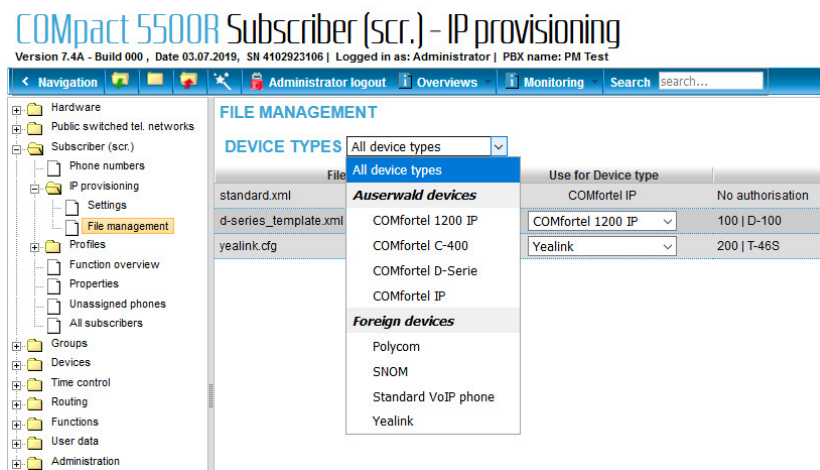 COMpact 5500R Subscriber (scr.) - IP provisioning
Version 7.4A - Build 000 , Date 03.07.2019, SN 4102923106 | Logged in as: Administrator | PBX name: PM Test
Navigation Administrator logout Overviews Monitoring Search search...
Hardware
Public switched tel. networks
Subscriber (scr.)
Phone numbers
IP provisioning
Settings
File management
Profiles
Function overview
Properties
Unassigned phones
All subscribers
Groups
Devices
Time control
Routing
Functions
User data
Administration
FILE MANAGEMENT
DEVICE TYPES All device types
File Use for Device type
standard.xml COMfortel IP No authorisation
d-series_template.xml COMfortel 1200 IP 100 | D-100
yealink.cfg Yealink 200 | T-46S
All device types
Auserwald devices
COMfortel 1200 IP
COMfortel C-400
COMfortel D-Serie
COMfortel IP
Foreign devices
Polycom
SNOM
Standard VoIP phone
Yealink